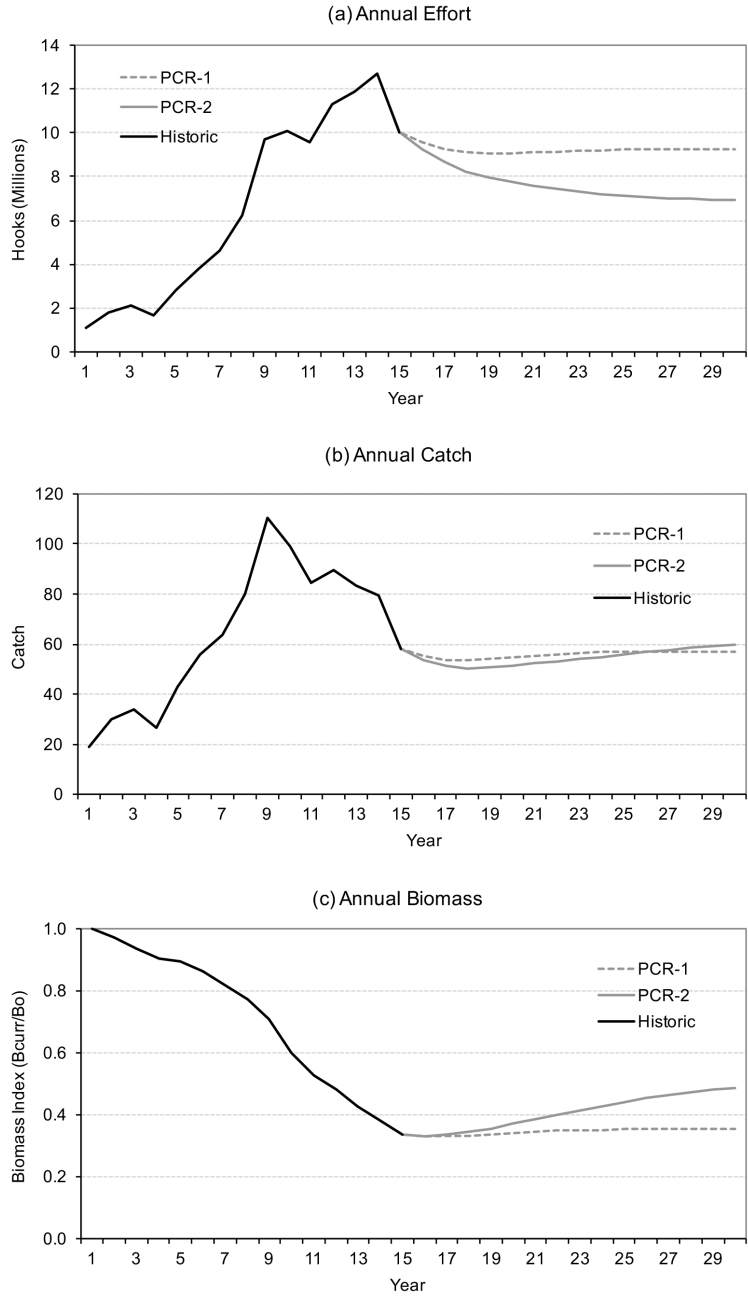 (a) Annual Effort
14
12
10
8
6
4
2
0
Hooks (Millions)
PCR-1
PCR-2
Historic
1 3 5 7 9 11 13 15 17 19 21 23 25 27 29
Year
(b) Annual Catch
120
100
80
60
40
20
0
Catch
PCR-1
PCR-2
Historic
1 3 5 7 9 11 13 15 17 19 21 23 25 27 29
Year
(c) Annual Biomass
1.0
0.8
0.6
0.4
0.2
0.0
Biomass Index (Bcurr/Bo)
PCR-1
PCR-2
Historic
1 3 5 7 9 11 13 15 17 19 21 23 25 27 29
Year